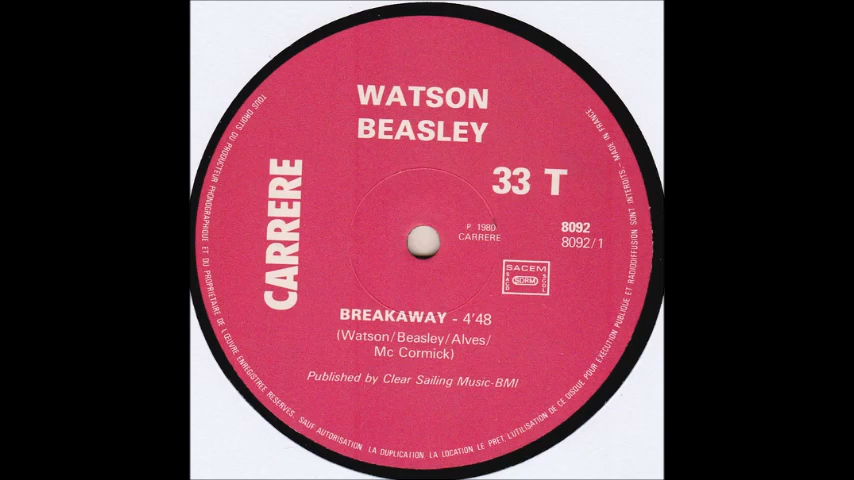 WATSON
BEASLEY
CARRERE
33 T
P 1980
CARRERE
8092
8092/1
SACEM
SACD
SDRM
SGDL
BREAKAWAY - 4'48
(Watson/Beasley/Alves/
Mc Cormick)
Published by Clear Sailing Music-BMI
TOUS DROITS DU PRODUCTEUR PHONOGRAPHIQUE ET DU PROPRIETAIRE DE L'ŒUVRE ENREGISTREE RESERVES. SAUF AUTORISATION. LA DUPLICATION. LA LOCATION. LE PRET. L'UTILISATION DE CE DISQUE POUR EXECUTION PUBLIQUE ET RADIODIFFUSION SONT INTERDITS. - MADE IN FRANCE